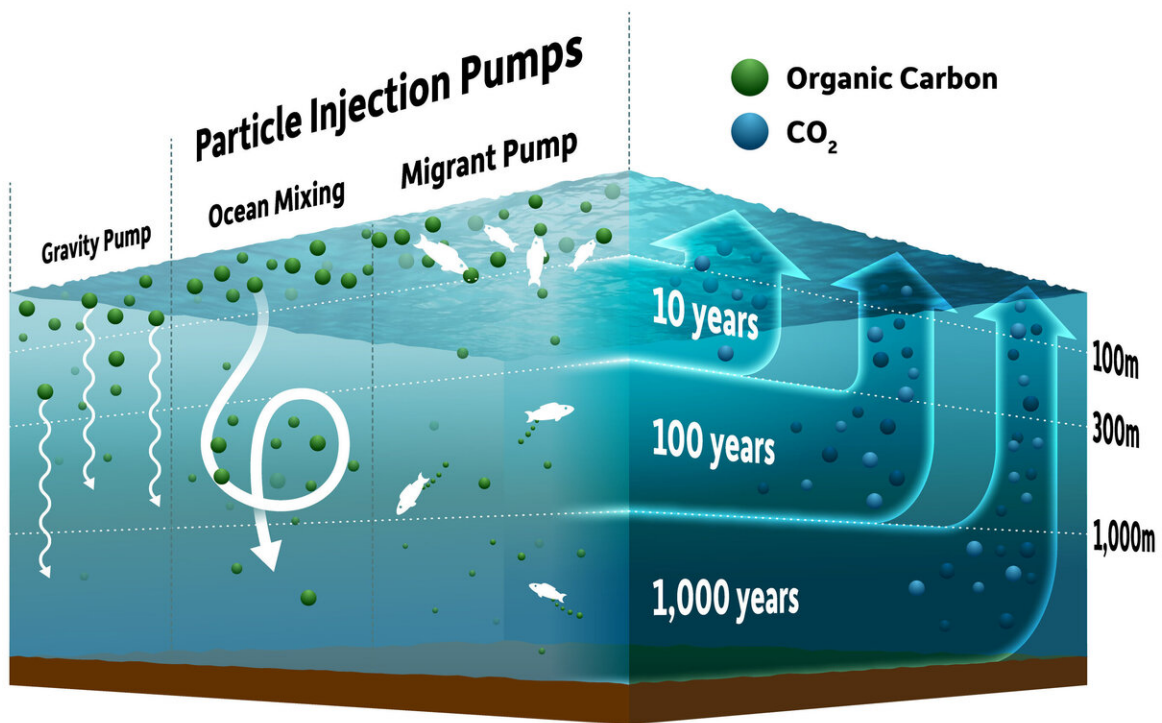 Particle Injection Pumps
Gravity Pump
Ocean Mixing
Migrant Pump
Organic Carbon
CO₂
10 years
100 years
1,000 years
100m
300m
1,000m